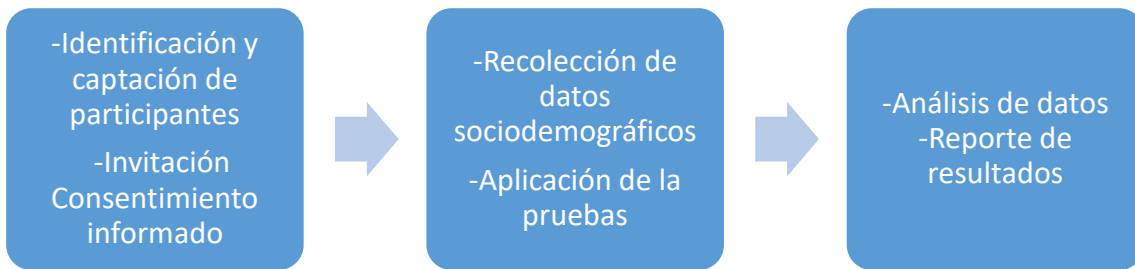 -Identificación y
captación de
participantes
-Invitación
Consentimiento
informado
-Recolección de
datos
sociodemográficos
-Aplicación de la
pruebas
-Análisis de datos
-Reporte de
resultados